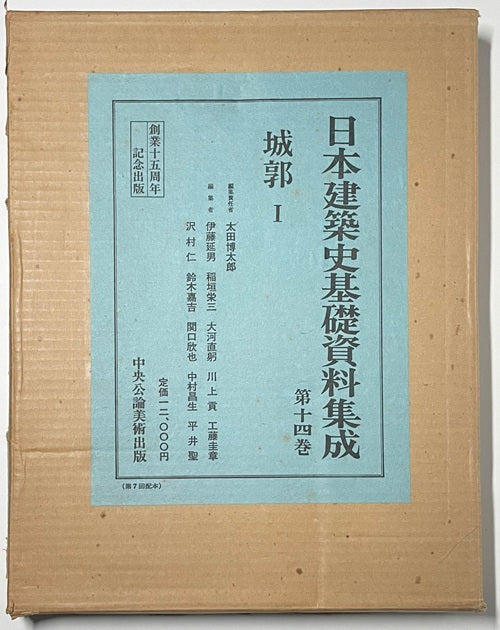 日本建築史基礎資料集成
第十四巻
城郭 I
編集責任者 太田博太郎
編集者 伊藤延男 稲垣栄三 大河直躬 川上貢 工藤圭章
沢村仁 鈴木嘉吉 関口欣也 中村昌生 平井聖
創業十五周年
記念出版
定価一二、〇〇〇円
中央公論美術出版
(第7回配本)